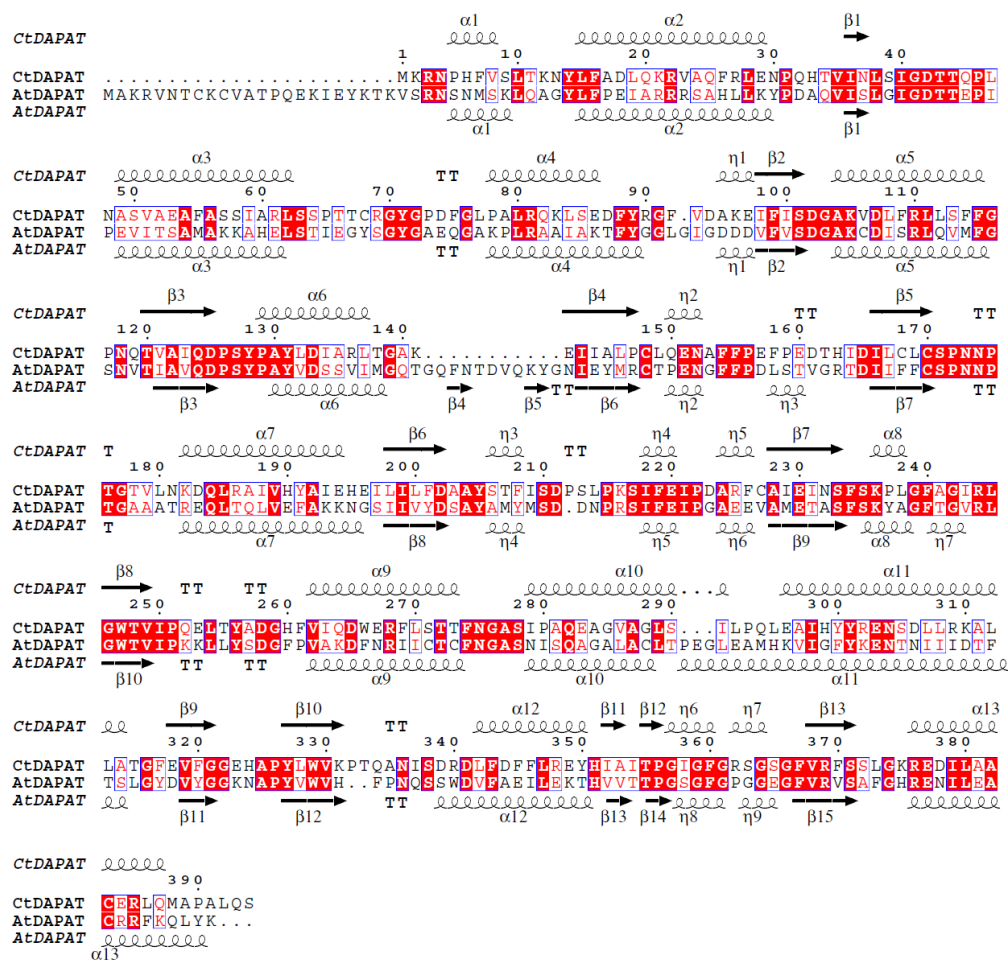 α1 α2 β1
CtDAPAT
1 10 20 30 40
CtDAPAT .......................MKRNPHFVSLTKNYLFADLQKRVAQFRLENPQHTVINLSIGDTTQPL
AtDAPAT MAKRVNTCKCVATPQEKIEYKTKVSRNSNMSKLQAGYLFPEIARRRSAHLLKYPDAQVISLGIGDTTEPI
AtDAPAT
α1 α2 β1
α3 α4 η1 β2 α5
CtDAPAT TT
50 60 70 80 90 100 110
CtDAPAT NASVAEAFASSIARLSSPTTCRGYGPDFGLPALRQKLSEDFYRGF.VDAKEIFISDGAKVDLFRLLSFFG
AtDAPAT PEVITSAMAKKAHELSTIEGYSGYGAEQGAKPLRAAIAKTFYGGLGIGDDDVFVSDGAKCDISRLQVMFG
AtDAPAT TT
α3 α4 η1 β2 α5
β3 α6 β4 η2 β5
CtDAPAT TT TT
120 130 140 150 160 170
CtDAPAT PNQTVAIQDPSYPAYLDIARLTGAK...........EIIALPCLQENAFFPEFPEDTHIDILCLCSPNNP
AtDAPAT SNVTIAVQDPSYPAYVDSSVIMGQTGQFNTDVQKYGNIEYMRCTPENGFFPDLSTVGRTDIIFFCSPNNP
AtDAPAT TT TT
β3 α6 β4 β5 β6 η2 η3 β7
α7 β6 η3 η4 η5 β7 α8
CtDAPAT T TT
180 190 200 210 220 230 240
CtDAPAT TGTVLNKDQLRAIVHYAIEHEILILFDAAYSTFISDPSLPKSIFEIPDARFCAIEINSFSKPLGFAGIRL
AtDAPAT TGAAATREQLTQLVEFAKKNGSIIVYDSAYAMYMSD.DNPRSIFEIPGAEEVAMETASFSKYAGFTGVRL
AtDAPAT T
α7 β8 η4 η5 η6 β9 α8 η7
β8 α9 α10 α11
CtDAPAT TT TT
250 260 270 280 290 300 310
CtDAPAT GWTVIPQELTYADGHFVIQDWERFLSTTFNGASIPAQEAGVAGLS...ILPQLEAIHYYRENSDLLRKAL
AtDAPAT GWTVIPKKLLYSDGFPVAKDFNRIICTCFNGASNISQAGALACLTPEGLEAMHKVIGFYKENTNIIIDTF
AtDAPAT TT TT
β10 α9 α10 α11
β9 β10 α12 β11 β12 η6 η7 β13 α13
CtDAPAT TT
320 330 340 350 360 370 380
CtDAPAT LATGFEVFGGEHAPYLWVKPTQANISDRDLFDFFLREYHIAITPGIGFGRSGSGFVRFSSLGKREDILAA
AtDAPAT TSLGYDVYGGKNAPYVWVH..FPNQSSWDVFAEILEKTHVVTTPGSGFGPGGEGFVRVSAFGHRENILEA
AtDAPAT TT
β11 β12 α12 β13 β14 η8 η9 β15
CtDAPAT
390
CtDAPAT CERLQMAPALQS
AtDAPAT CRRFKQLYK...
AtDAPAT
α13